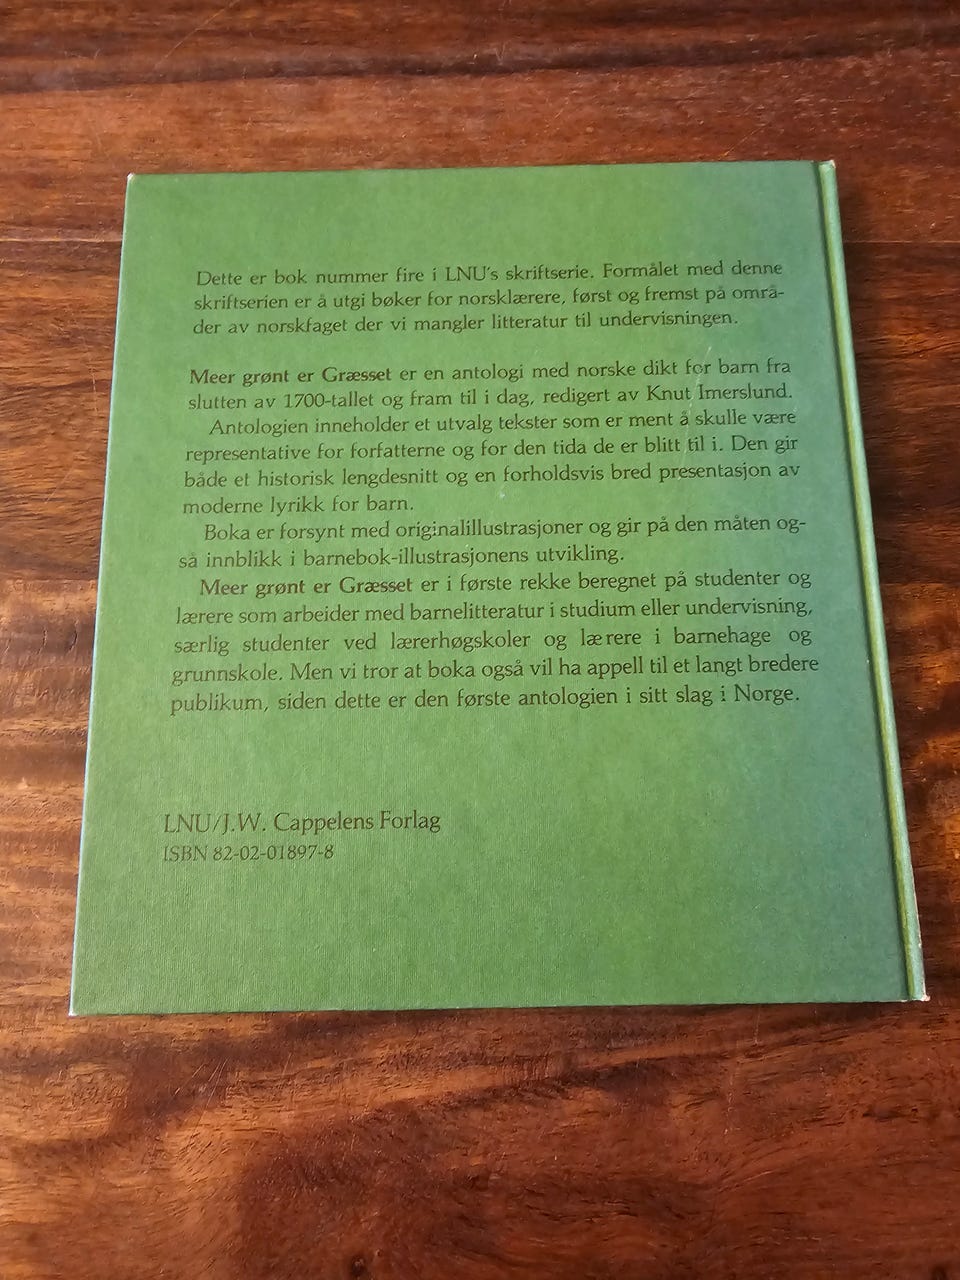 Dette er bok nummer fire i LNU's skriftserie. Formålet med denne
skriftserien er å utgi bøker for norsklærere, først og fremst på områ-
der av norskfaget der vi mangler litteratur til undervisningen.
Meer grønt er Græsset er en antologi med norske dikt for barn fra
slutten av 1700-tallet og fram til i dag, redigert av Knut Imerslund.
Antologien inneholder et utvalg tekster som er ment å skulle være
representative for forfatterne og for den tida de er blitt til i. Den gir
både et historisk lengdesnitt og en forholdsvis bred presentasjon av
moderne lyrikk for barn.
Boka er forsynt med originalillustrasjoner og gir på den måten og-
så innblikk i barnebok-illustrasjonens utvikling.
Meer grønt er Græsset er i første rekke beregnet på studenter og
lærere som arbeider med barnelitteratur i studium eller undervisning,
særlig studenter ved lærerhøgskoler og lærere i barnehage og
grunnskole. Men vi tror at boka også vil ha appell til et langt bredere
publikum, siden dette er den første antologien i sitt slag i Norge.
LNU/J.W. Cappelens Forlag
ISBN 82-02-01897-8